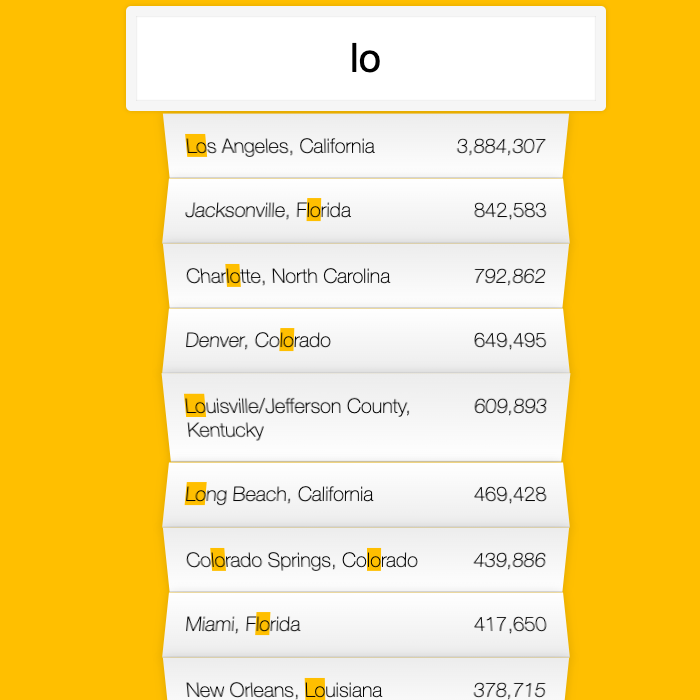 lo
Los Angeles, California 3,884,307
Jacksonville, Florida 842,583
Charlotte, North Carolina 792,862
Denver, Colorado 649,495
Louisville/Jefferson County, 609,893
Kentucky
Long Beach, California 469,428
Colorado Springs, Colorado 439,886
Miami, Florida 417,650
New Orleans, Louisiana 378,715